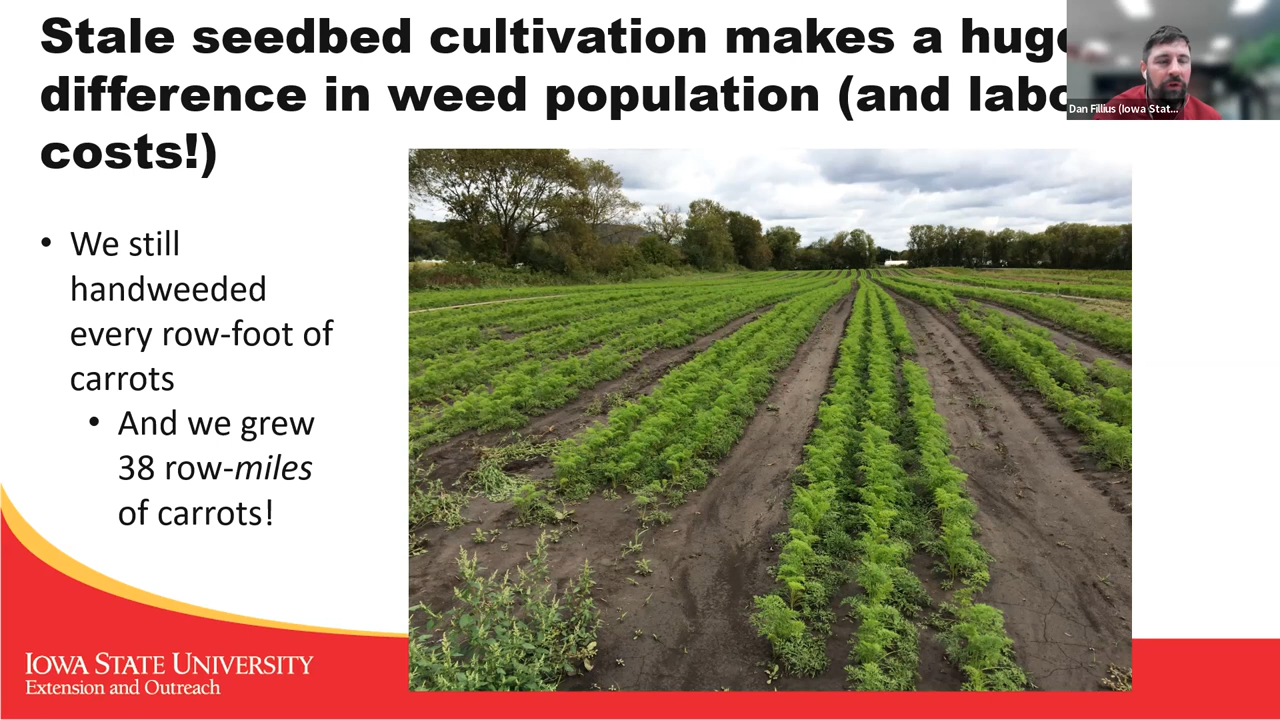 Stale seedbed cultivation makes a huge
difference in weed population (and labo
costs!)
Dan Fillius (Iowa Stat...
• We still
handweeded
every row-foot of
carrots
• And we grew
38 row-miles
of carrots!
IOWA STATE UNIVERSITY
Extension and Outreach